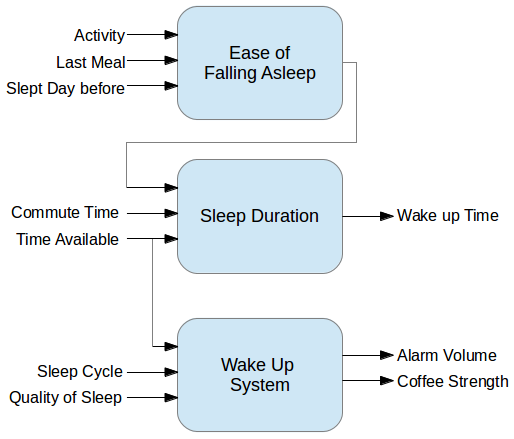 Activity
Last Meal
Slept Day before
Ease of
Falling Asleep
Commute Time
Time Available
Sleep Duration
Wake up Time
Sleep Cycle
Quality of Sleep
Wake Up
System
Alarm Volume
Coffee Strength